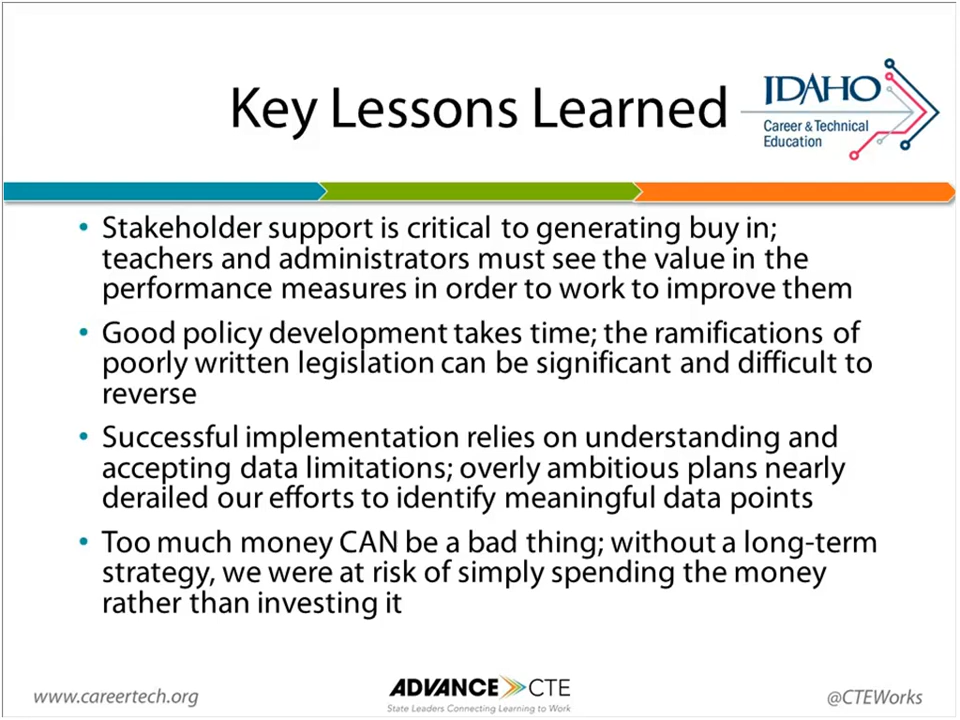 Key Lessons Learned
IDAHO
Career & Technical
Education
• Stakeholder support is critical to generating buy in;
teachers and administrators must see the value in the
performance measures in order to work to improve them
• Good policy development takes time; the ramifications of
poorly written legislation can be significant and difficult to
reverse
• Successful implementation relies on understanding and
accepting data limitations; overly ambitious plans nearly
derailed our efforts to identify meaningful data points
• Too much money CAN be a bad thing; without a long-term
strategy, we were at risk of simply spending the money
rather than investing it
www.careertech.org
ADVANCE CTE
State Leaders Connecting Learning to Work
@CTEWorks